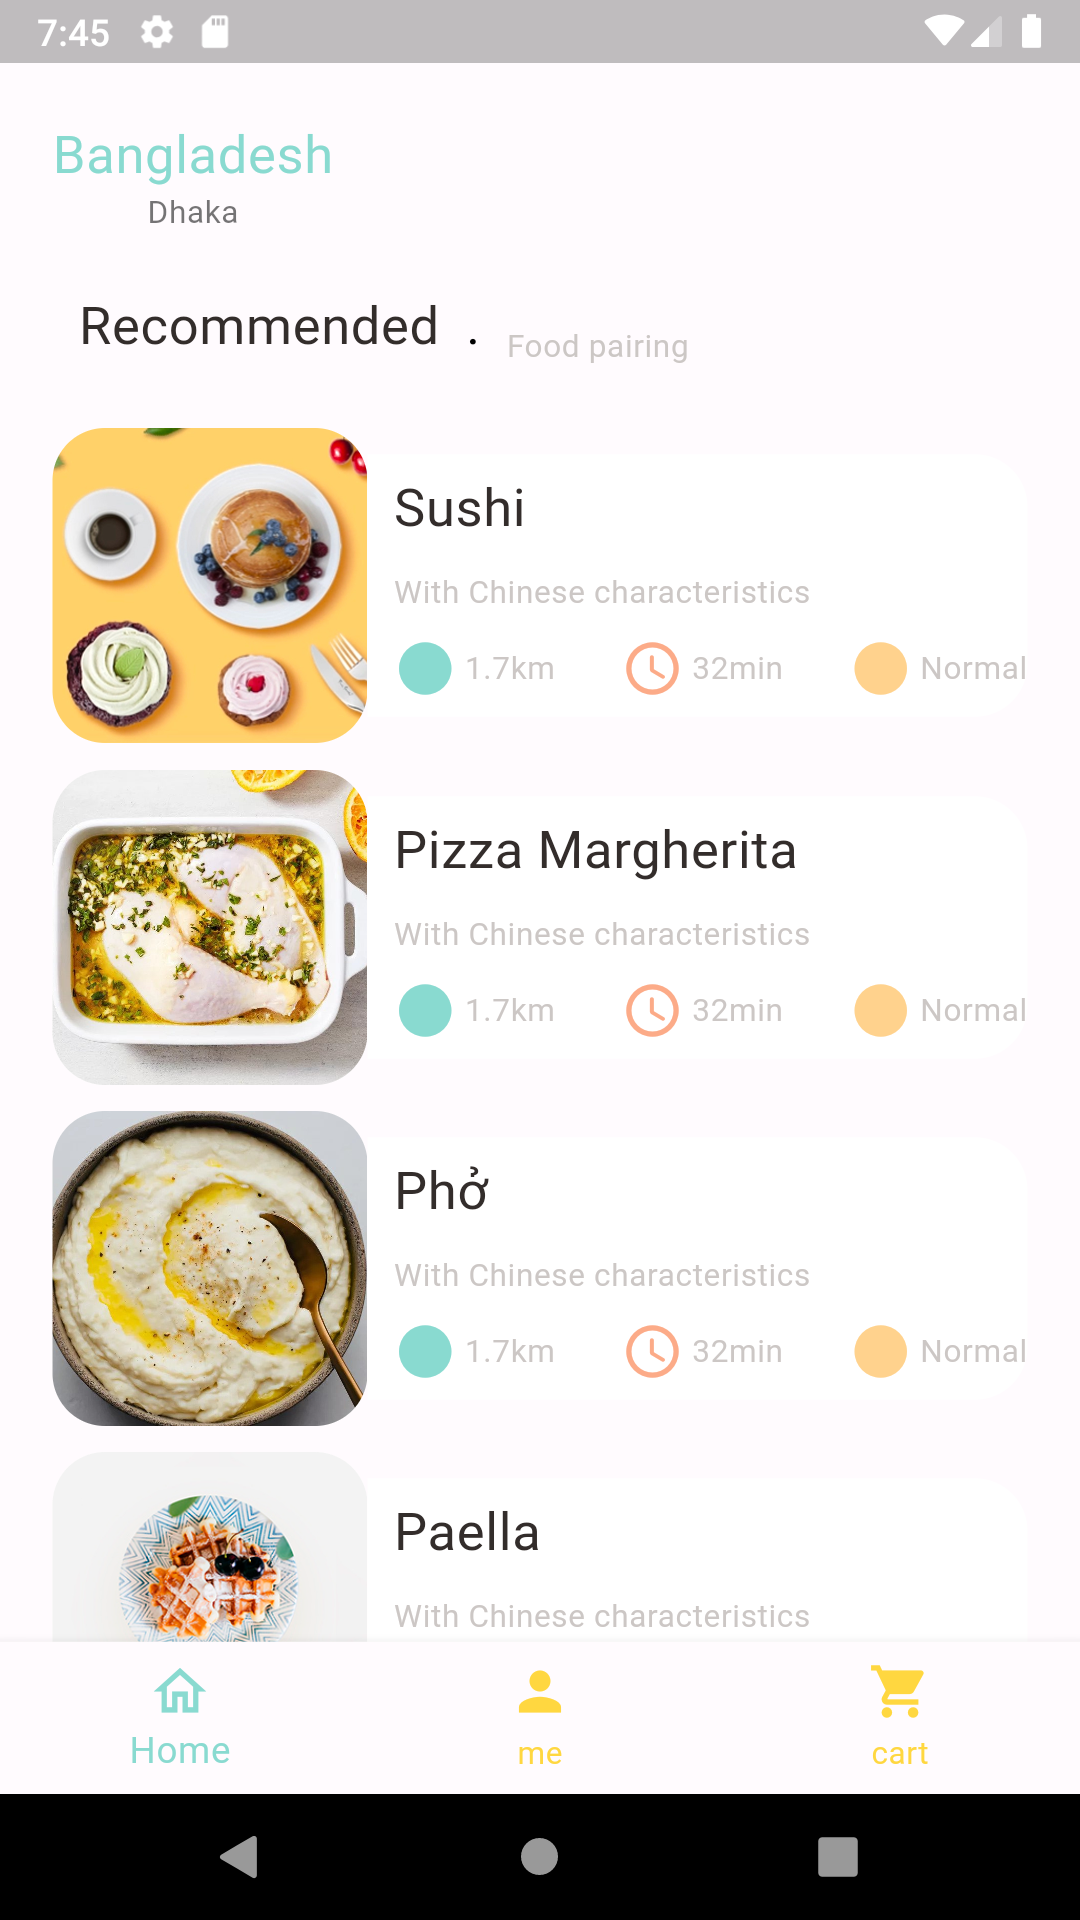 7:45
Bangladesh
Dhaka
Recommended . Food pairing
Sushi
With Chinese characteristics
1.7km 32min Normal
Pizza Margherita
With Chinese characteristics
1.7km 32min Normal
Phở
With Chinese characteristics
1.7km 32min Normal
Paella
With Chinese characteristics
Home me cart